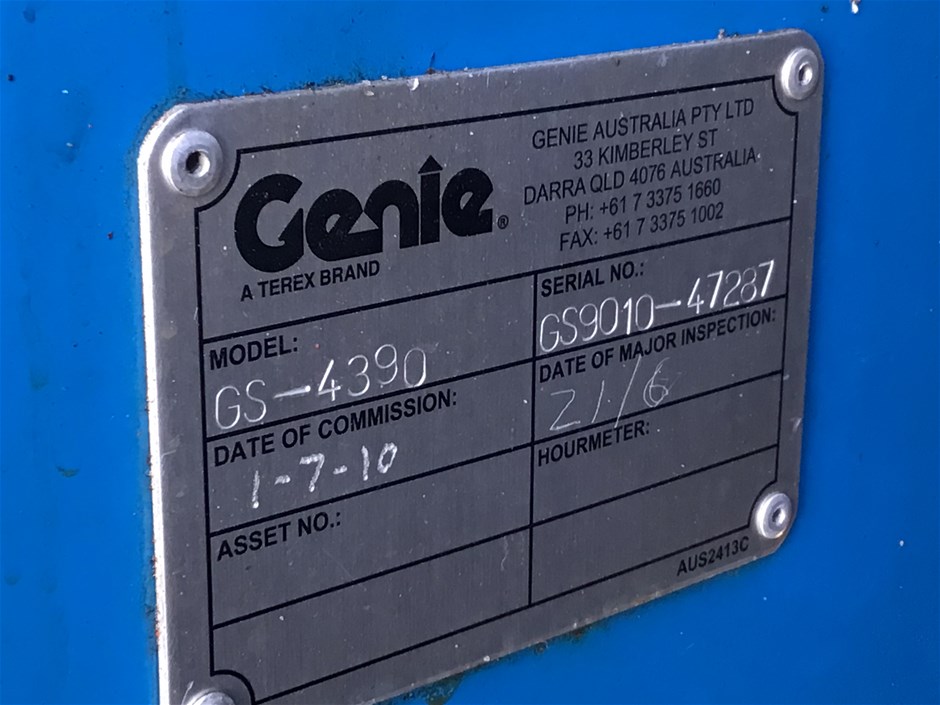 Genie®
A TEREX BRAND
GENIE AUSTRALIA PTY LTD
33 KIMBERLEY ST
DARRA QLD 4076 AUSTRALIA
PH: +61 7 3375 1660
FAX: +61 7 3375 1002
MODEL:
GS-4390
SERIAL NO.:
GS9010-47287
DATE OF COMMISSION:
1-7-10
DATE OF MAJOR INSPECTION:
21/6
ASSET NO.:
HOURMETER:
AUS2413C